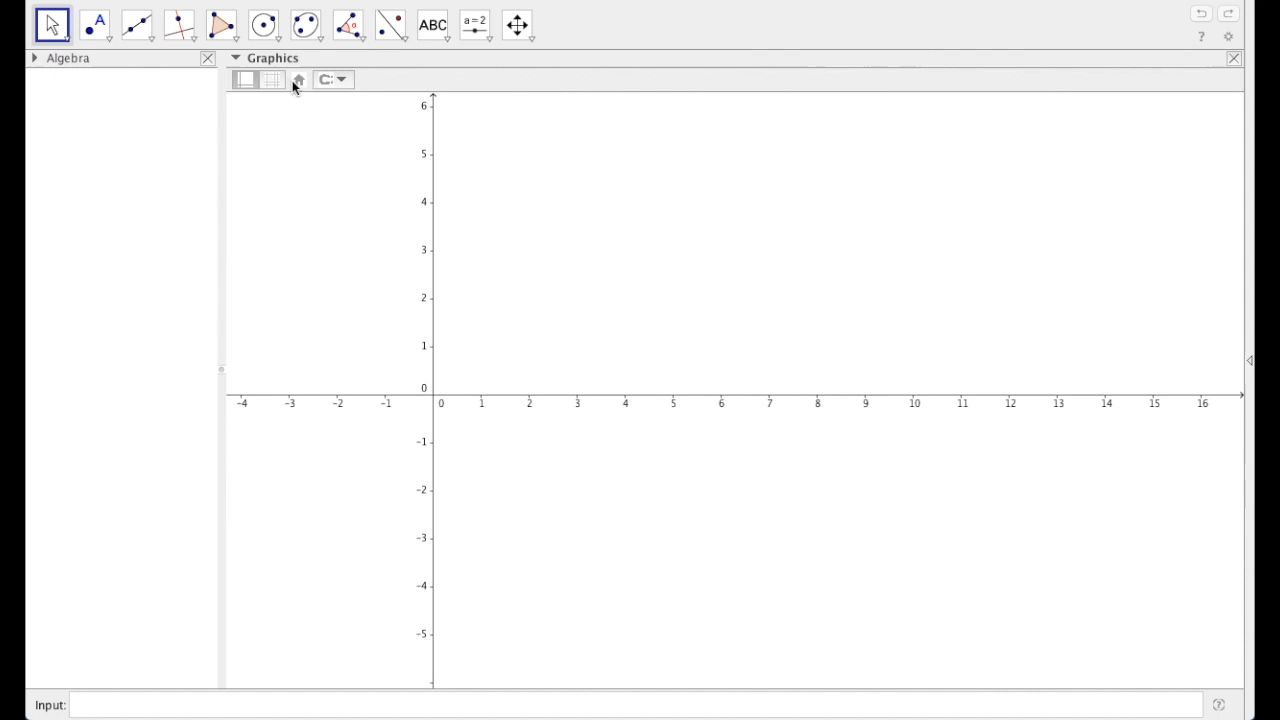 A
α
ABC
a=2
?
Algebra
Graphics
6
5
4
3
2
1
0
-4 -3 -2 -1 0 1 2 3 4 5 6 7 8 9 10 11 12 13 14 15 16
-1
-2
-3
-4
-5
Input:
?